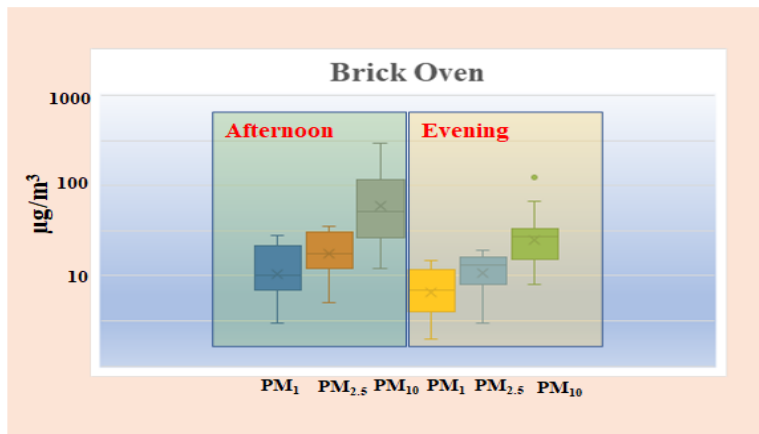 Brick Oven
1000
100
10
μg/m³
Afternoon
Evening
PM₁ PM₂.₅ PM₁₀ PM₁ PM₂.₅ PM₁₀